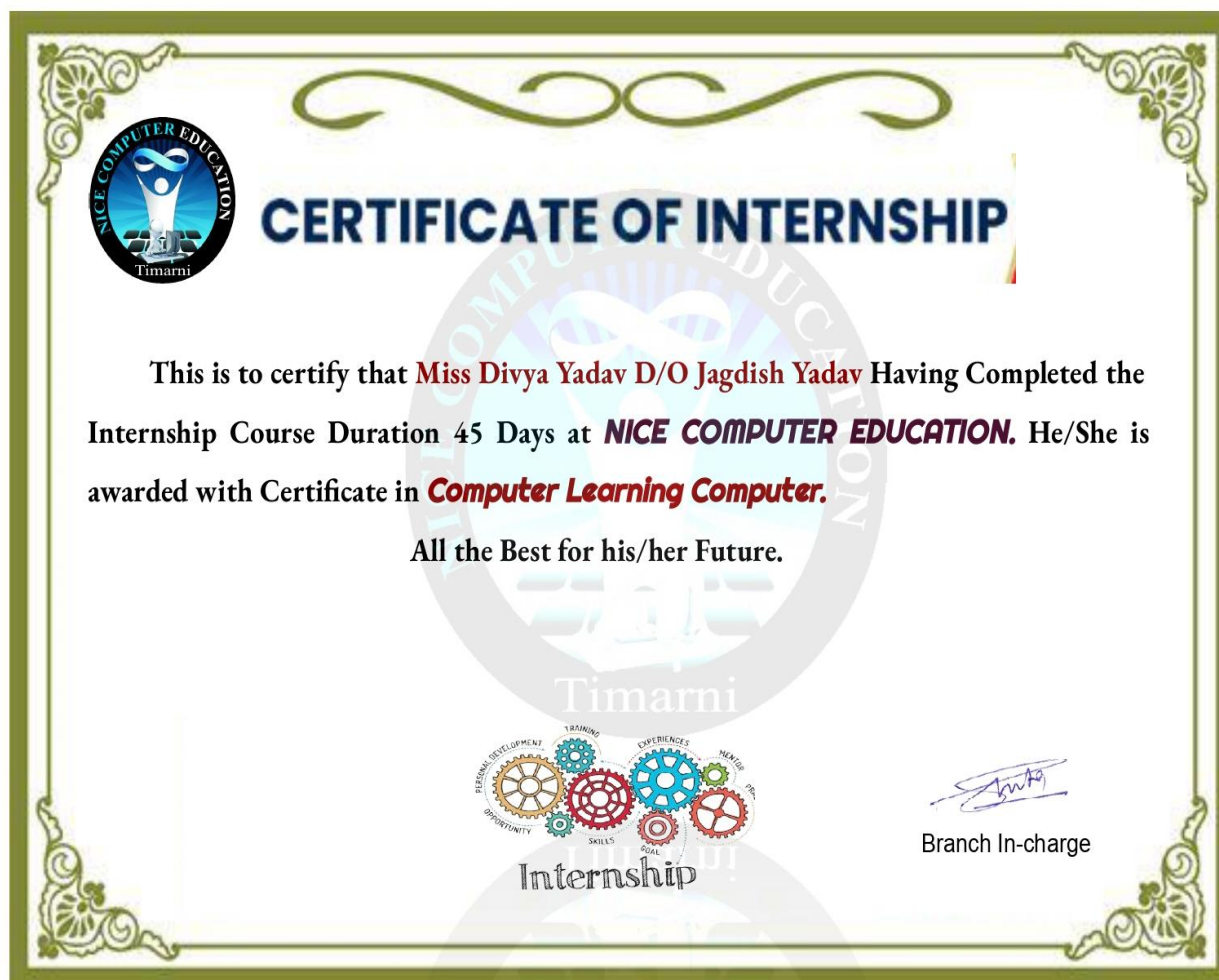 NICE COMPUTER EDUCATION
Timarni
CERTIFICATE OF INTERNSHIP
NICE COMPUTER EDUCATION
This is to certify that Miss Divya Yadav D/O Jagdish Yadav Having Completed the
Internship Course Duration 45 Days at NICE COMPUTER EDUCATION. He/She is
awarded with Certificate in Computer Learning Computer.
All the Best for his/her Future.
Timarni
PERSONAL DEVELOPMENT
TRAINING
EXPERIENCES
MENTOR
OPPORTUNITY
SKILLS
GOAL
Internship
Branch In-charge